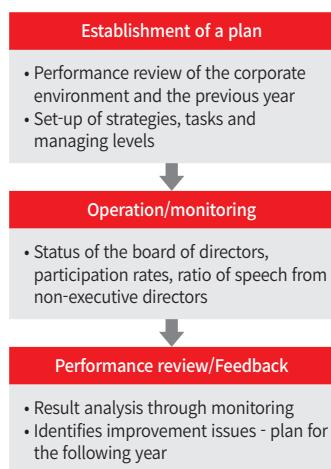 Establishment of a plan
• Performance review of the corporate
environment and the previous year
• Set-up of strategies, tasks and
managing levels
Operation/monitoring
• Status of the board of directors,
participation rates, ratio of speech from
non-executive directors
Performance review/Feedback
• Result analysis through monitoring
• Identifies improvement issues - plan for
the following year